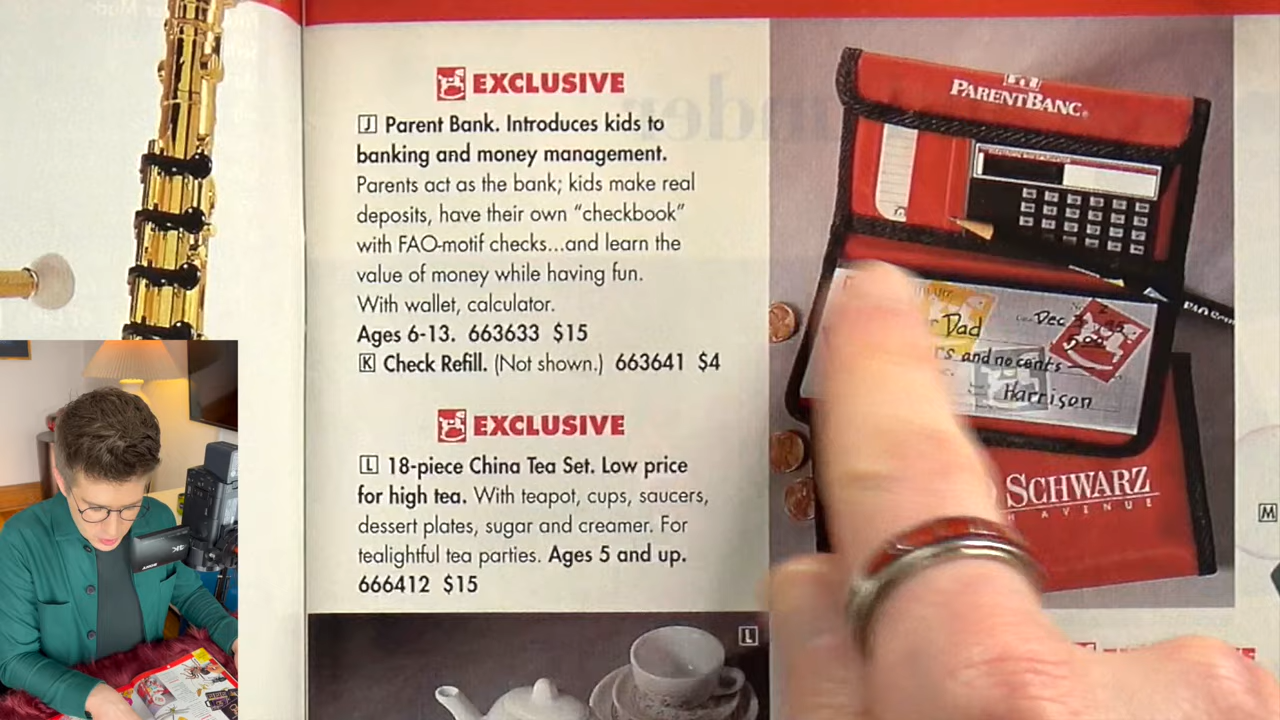 EXCLUSIVE
J Parent Bank. Introduces kids to
banking and money management.
Parents act as the bank; kids make real
deposits, have their own “checkbook”
with FAO-motif checks...and learn the
value of money while having fun.
With wallet, calculator.
Ages 6-13. 663633 $15
K Check Refill. (Not shown.) 663641 $4
EXCLUSIVE
L 18-piece China Tea Set. Low price
for high tea. With teapot, cups, saucers,
dessert plates, sugar and creamer. For
tealightful tea parties. Ages 5 and up.
666412 $15
L
PARENTBANC
Dad
Dec
5.00
and no cents
Harrison
SCHWARZ
AVENUE
M